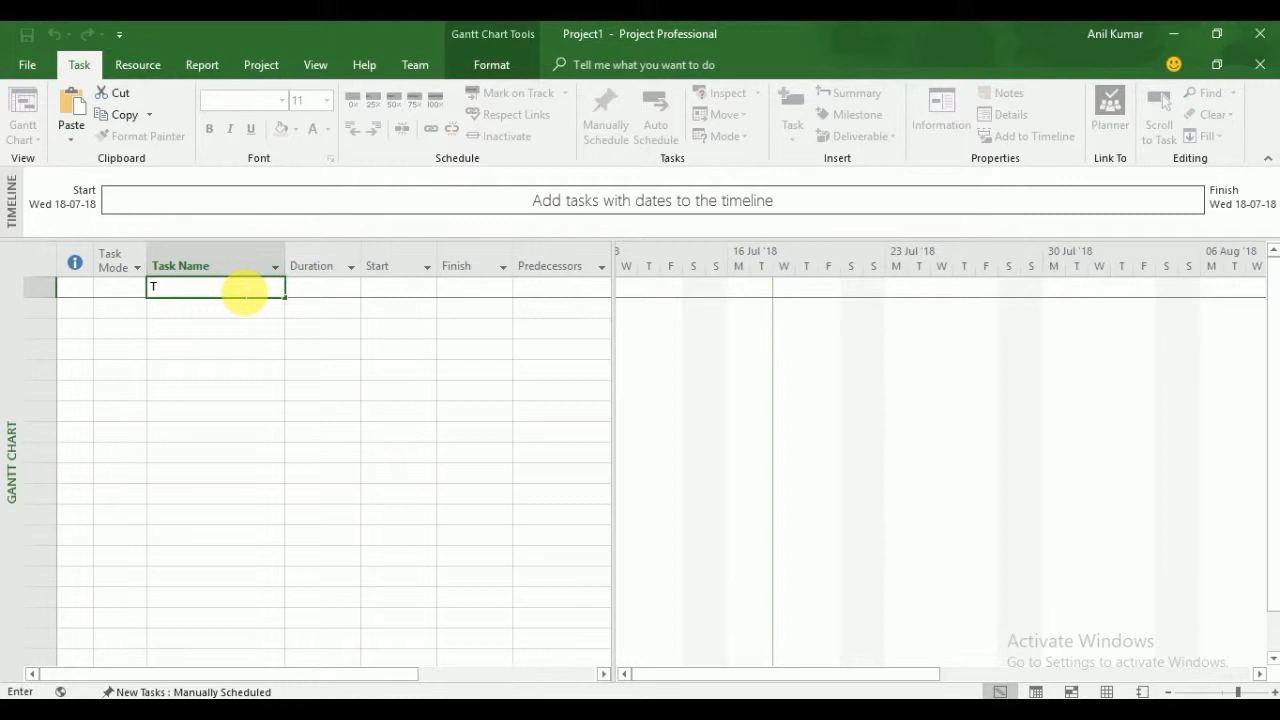 Gantt Chart Tools Project1 - Project Professional Anil Kumar
File Task Resource Report Project View Help Team Format Tell me what you want to do
Gantt Chart
View
Paste
Cut
Copy
Format Painter
Clipboard
11
B I U A
Font
0% 25% 50% 75% 100%
Mark on Track
Respect Links
Inactivate
Schedule
Manually Schedule
Auto Schedule
Inspect
Move
Mode
Tasks
Task
Summary
Milestone
Deliverable
Insert
Information
Notes
Details
Add to Timeline
Properties
Planner
Link To
Scroll to Task
Find
Clear
Fill
Editing
TIMELINE
Start
Wed 18-07-18
Add tasks with dates to the timeline
Finish
Wed 18-07-18
Task Mode Task Name Duration Start Finish Predecessors
T
3 16 Jul '18 23 Jul '18 30 Jul '18 06 Aug '18
W T F S S M T W T F S S M T W T F S S M T W T F S S M T W
GANTT CHART
Activate Windows
Go to Settings to activate Windows.
Enter New Tasks : Manually Scheduled